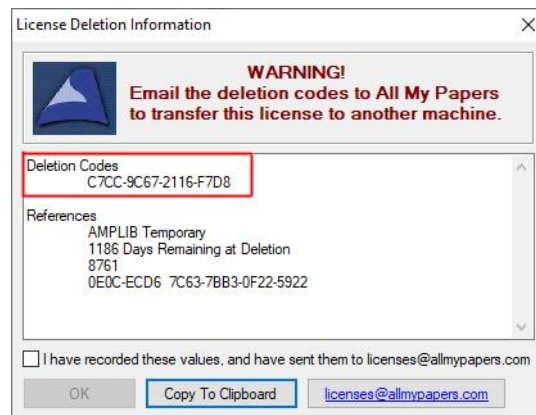 License Deletion Information
WARNING!
Email the deletion codes to All My Papers
to transfer this license to another machine.
Deletion Codes
C7CC-9C67-2116-F7D8
References
AMPLIB Temporary
1186 Days Remaining at Deletion
8761
0E0C-ECD6 7C63-7BB3-0F22-5922
I have recorded these values, and have sent them to licenses@allmypapers.com
OK
Copy To Clipboard
licenses@allmypapers.com